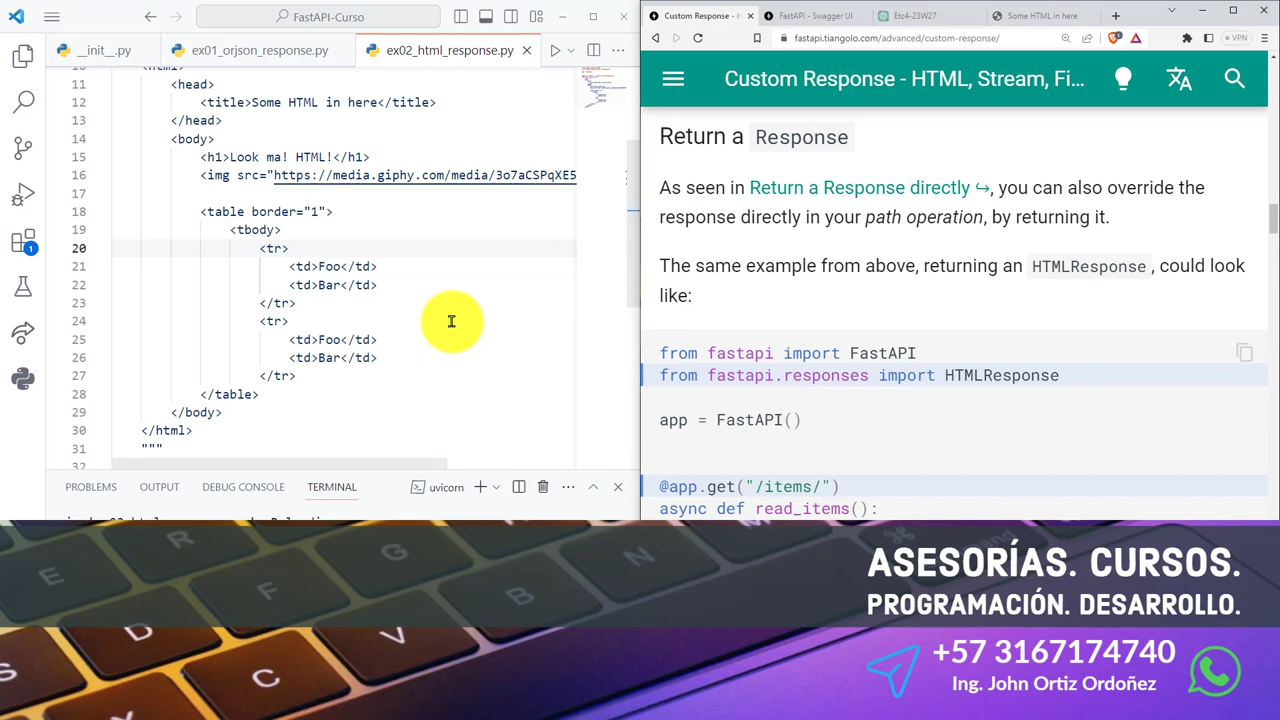 FastAPI-Curso
__init__.py
ex01_orjson_response.py
ex02_html_response.py
11 <head>
12 <title>Some HTML in here</title>
13 </head>
14 <body>
15 <h1>Look ma! HTML!</h1>
16 <img src="https://media.giphy.com/media/3o7aCSPqXE5
17
18 <table border="1">
19 <tbody>
20 <tr>
21 <td>Foo</td>
22 <td>Bar</td>
23 </tr>
24 <tr>
25 <td>Foo</td>
26 <td>Bar</td>
27 </tr>
28 </table>
29 </body>
30 </html>
31 """
32
1
PROBLEMS OUTPUT DEBUG CONSOLE TERMINAL
uvicorn
Custom Response - H
FastAPI - Swagger UI
Etc4-23W27
Some HTML in here
fastapi.tiangolo.com/advanced/custom-response/
VPN
Custom Response - HTML, Stream, Fi...
Return a Response
As seen in Return a Response directly ↪, you can also override the
response directly in your path operation, by returning it.
The same example from above, returning an HTMLResponse, could look
like:
from fastapi import FastAPI
from fastapi.responses import HTMLResponse
app = FastAPI()
@app.get("/items/")
async def read_items():
ASESORÍAS. CURSOS.
PROGRAMACIÓN. DESARROLLO.
+57 3167174740
Ing. John Ortiz Ordoñez